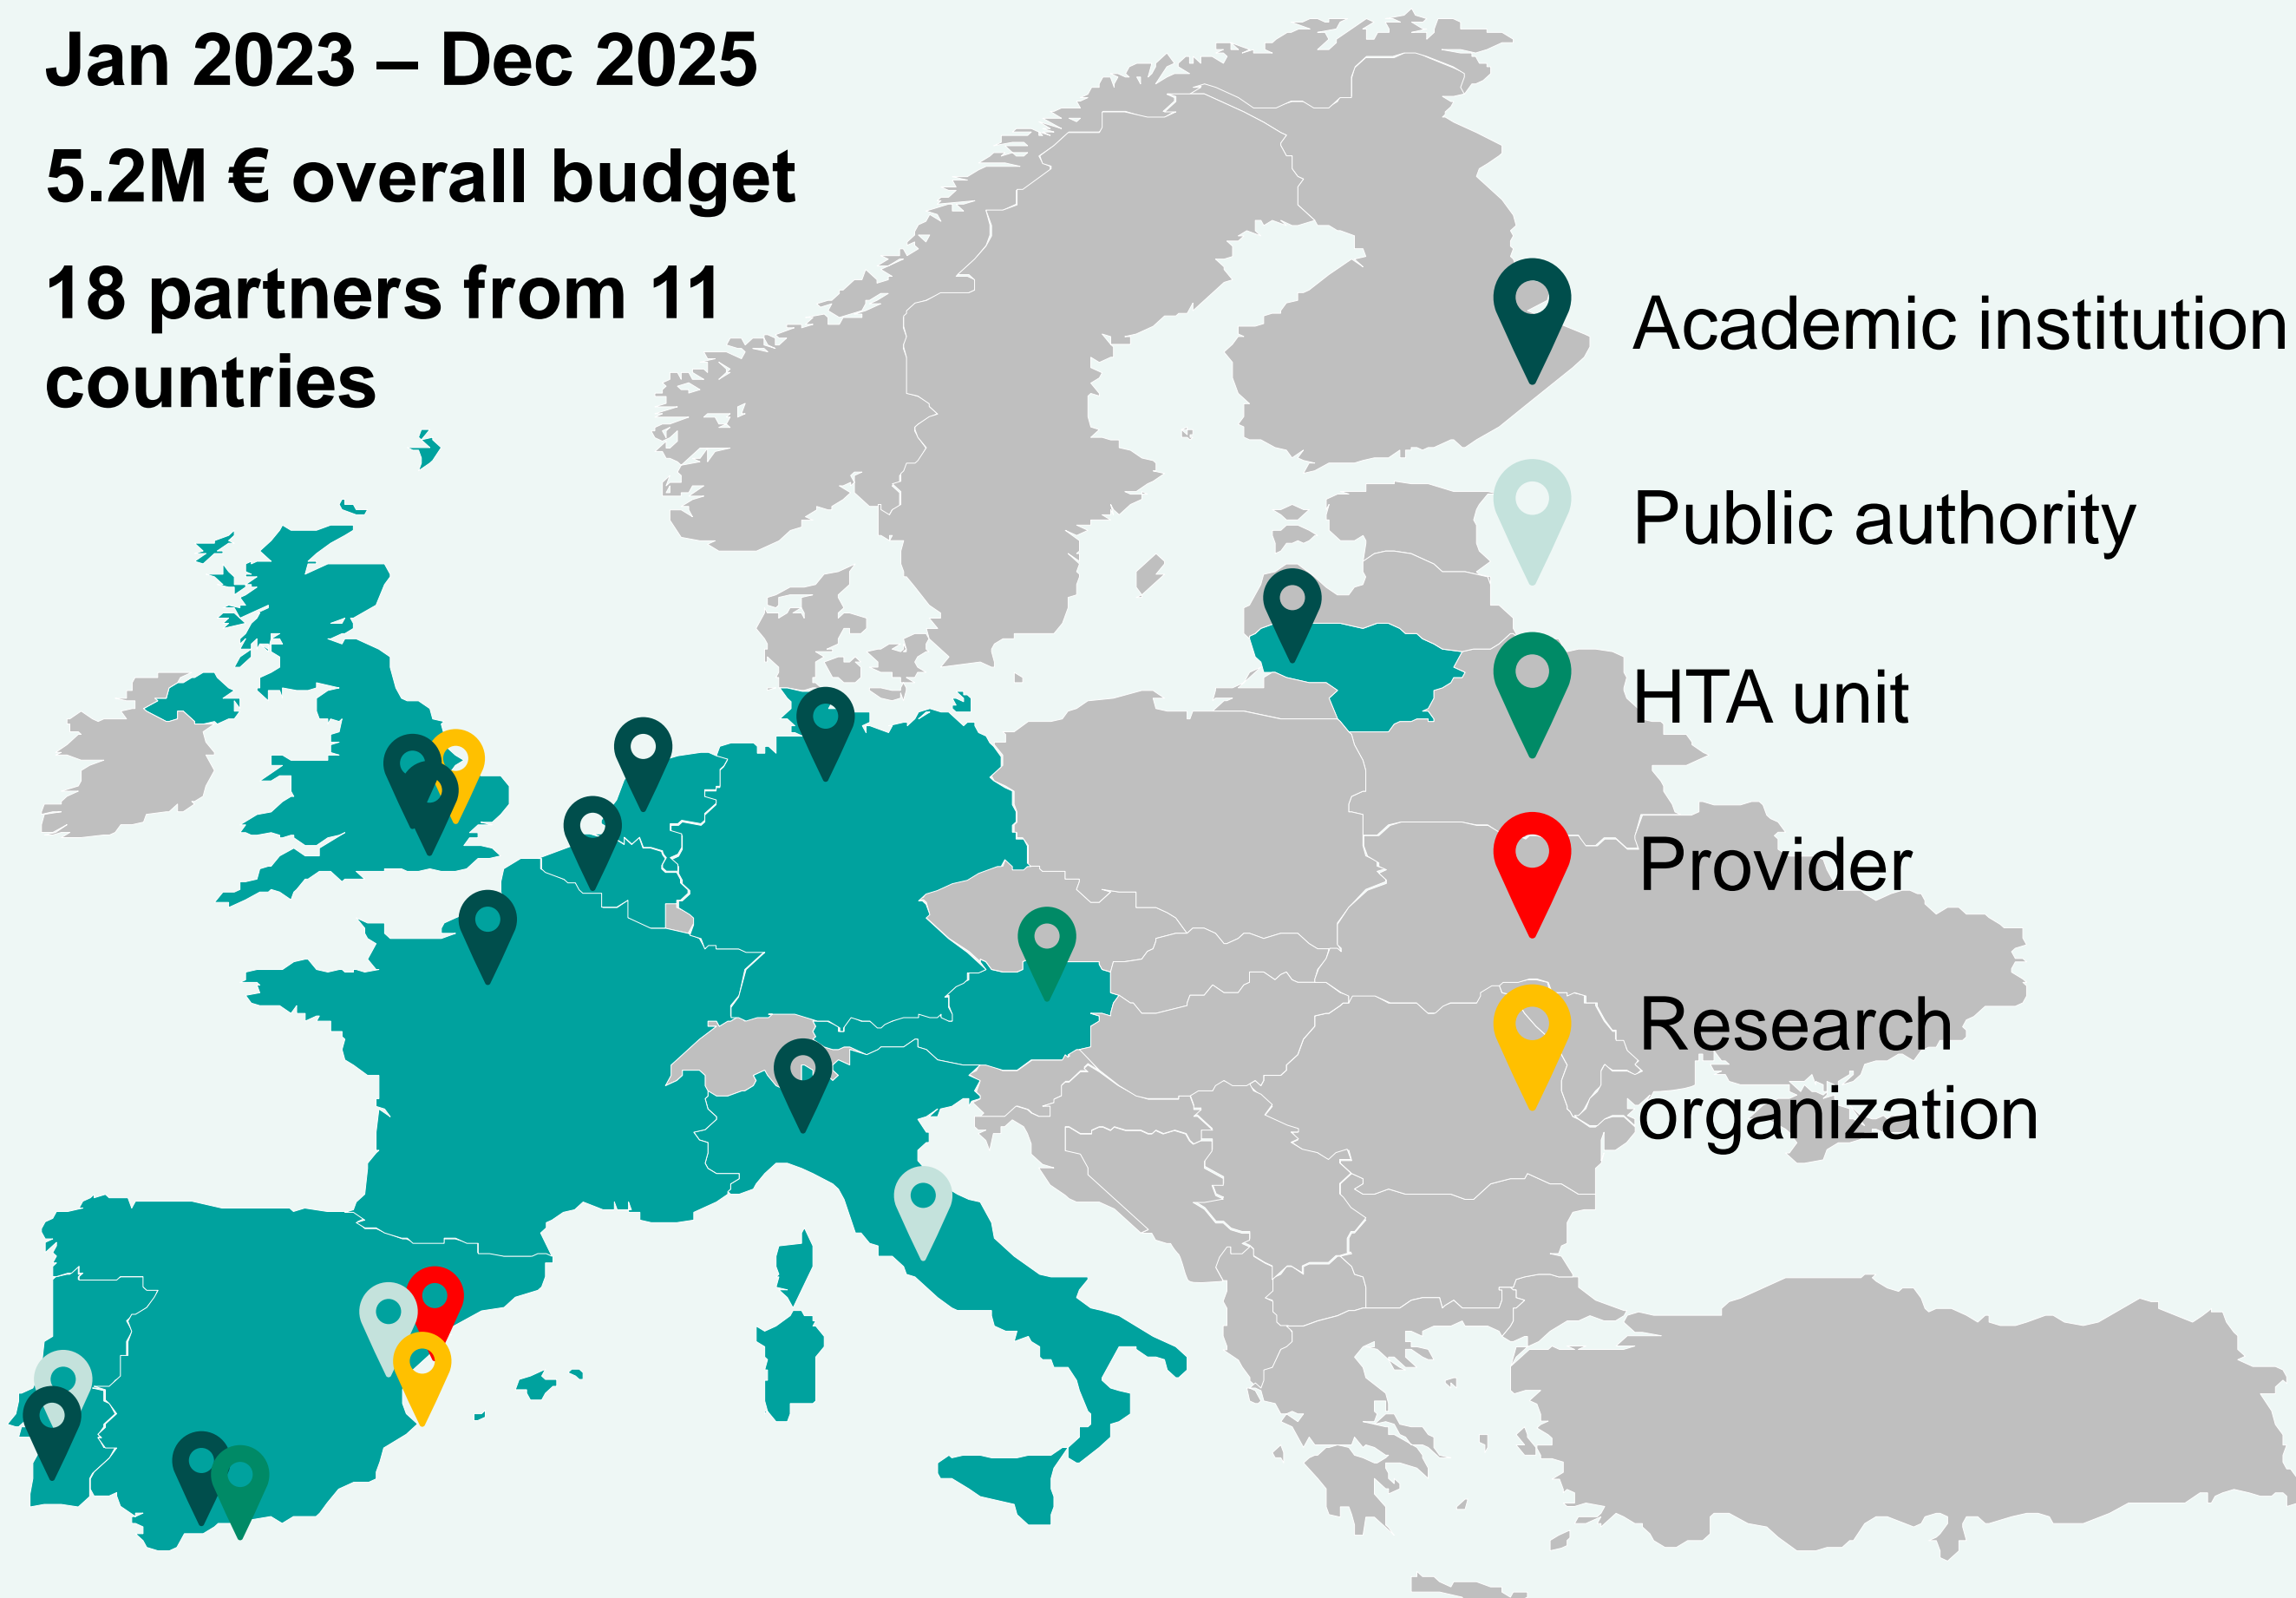 Jan 2023 – Dec 2025
5.2M € overall budget
18 partners from 11
countries
Academic institution
Public authority
HTA unit
Provider
Research
organization